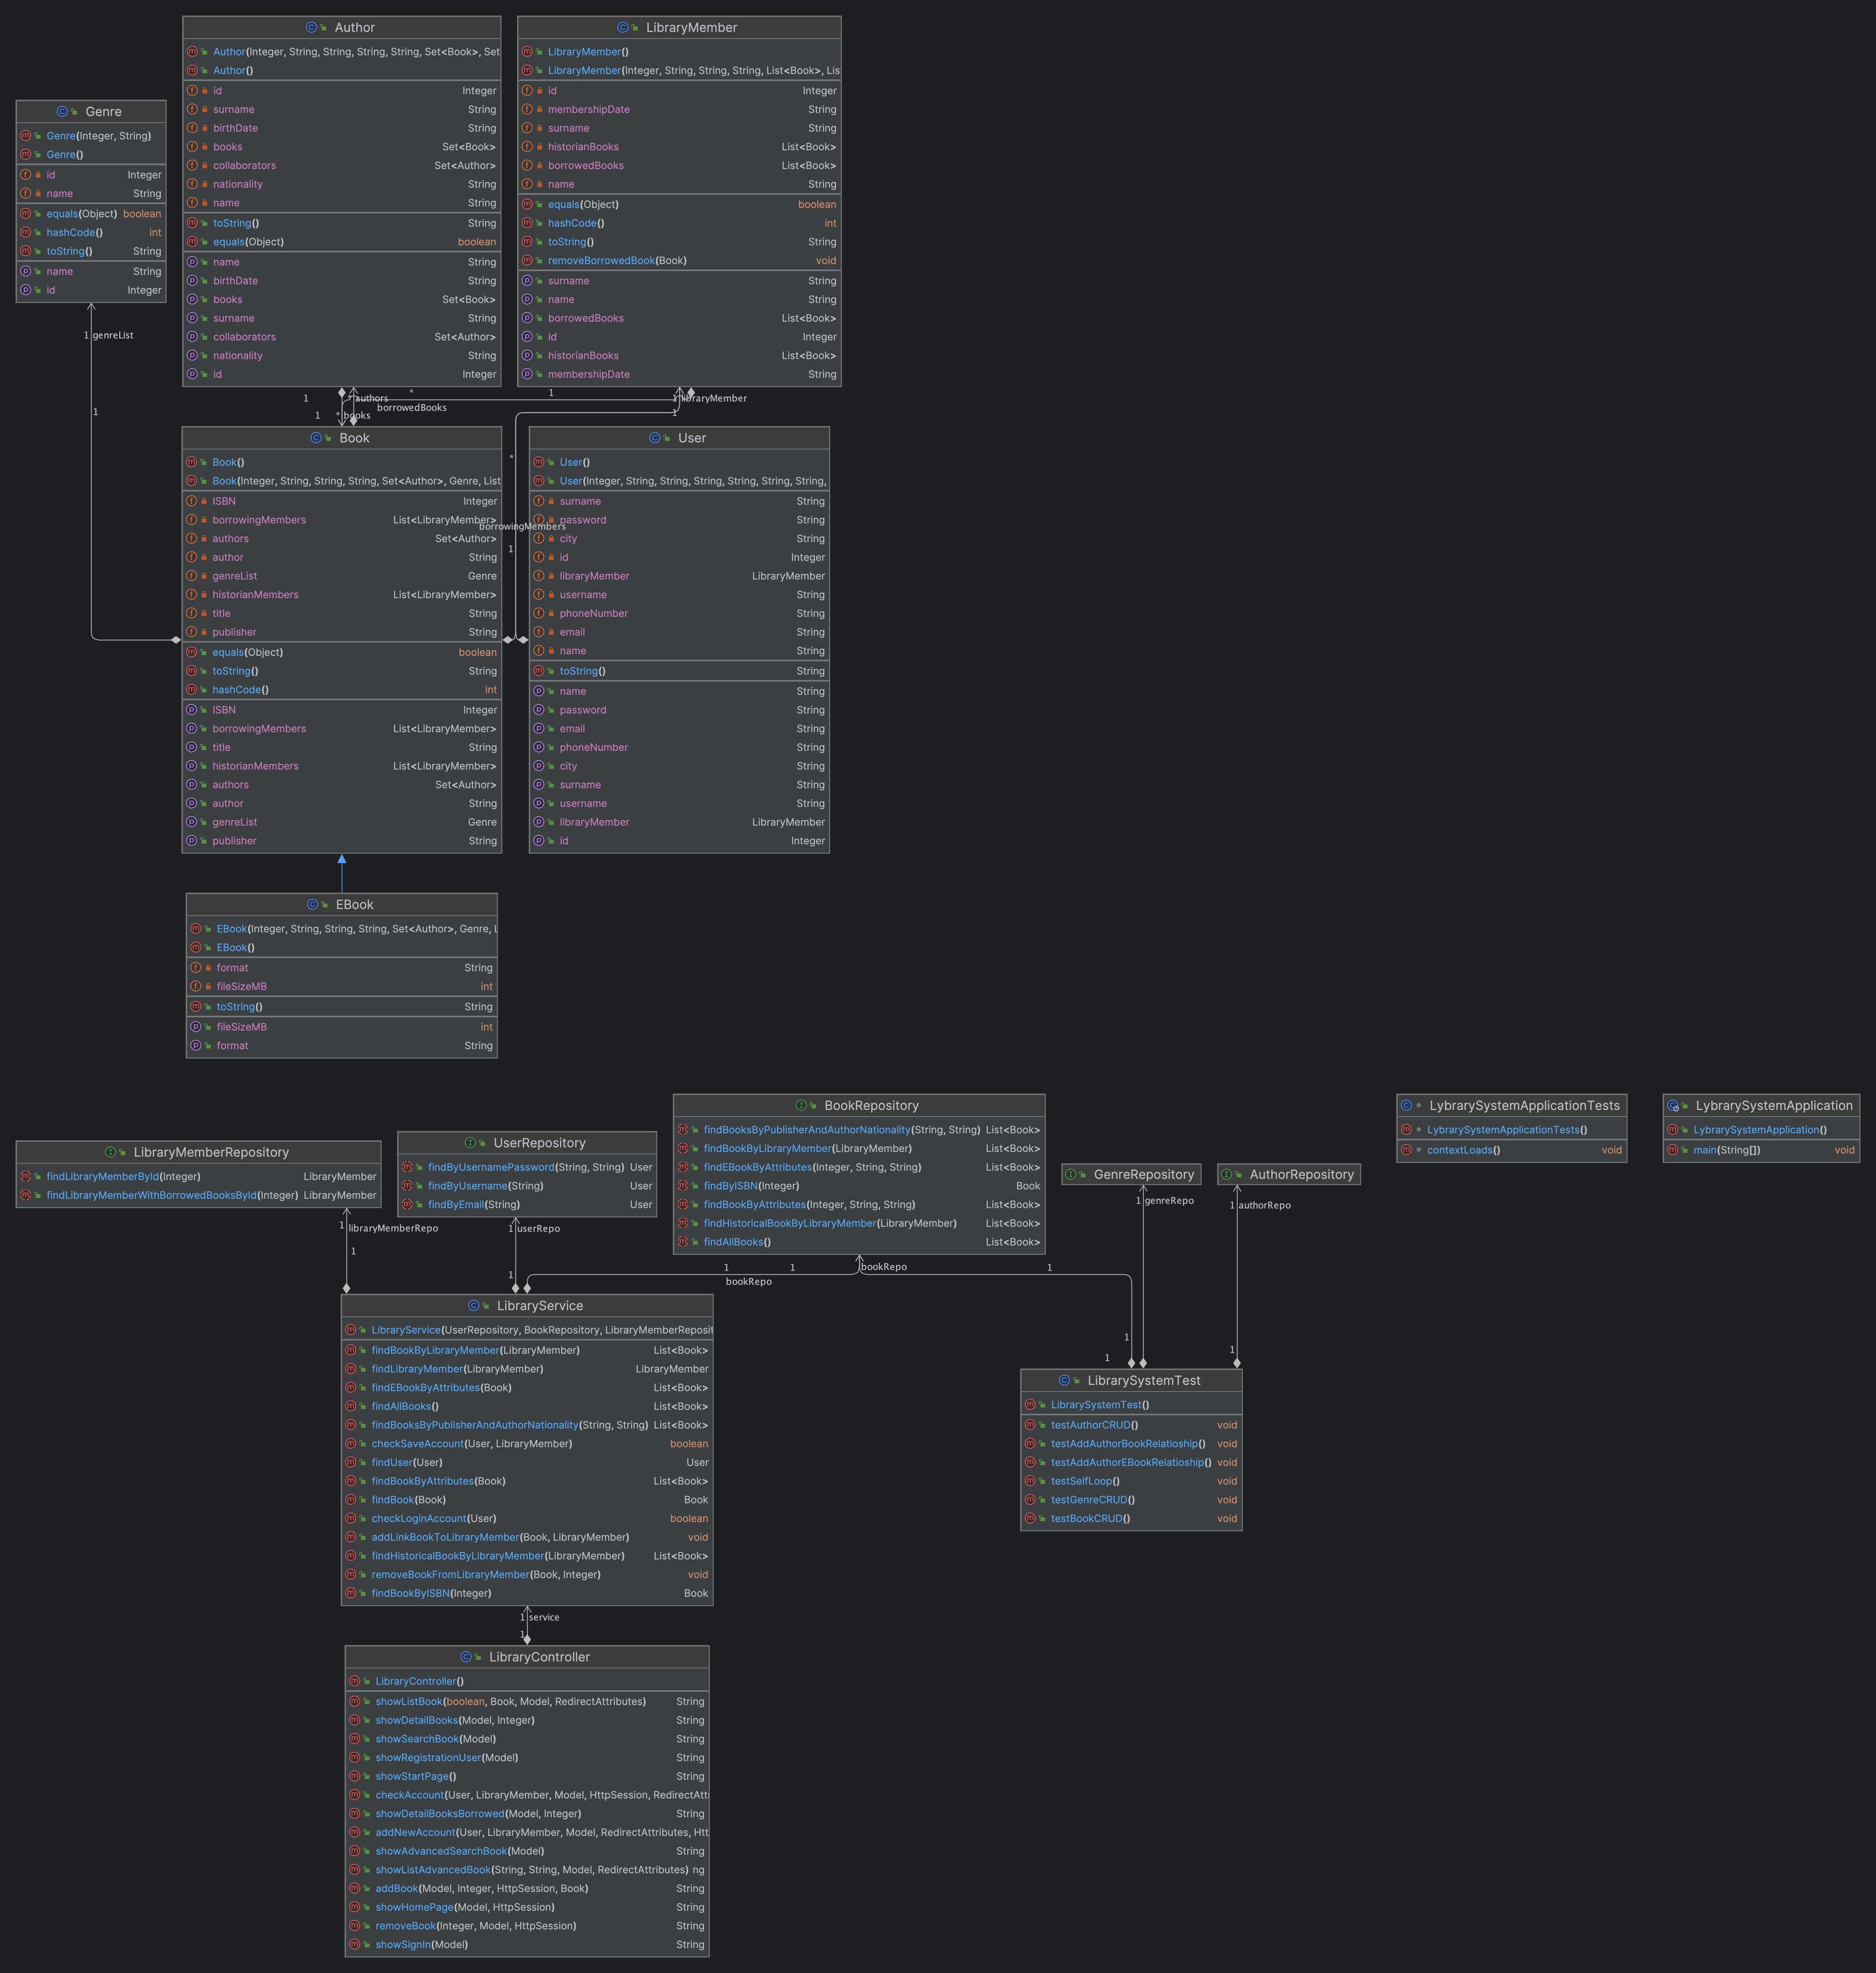 Author
Author(Integer, String, String, String, String, Set<Book>, Set
Author()
id Integer
surname String
birthDate String
books Set<Book>
collaborators Set<Author>
nationality String
name String
toString() String
equals(Object) boolean
name String
birthDate String
books Set<Book>
surname String
collaborators Set<Author>
nationality String
id Integer
LibraryMember
LibraryMember()
LibraryMember(Integer, String, String, String, List<Book>, Lis
id Integer
membershipDate String
surname String
historianBooks List<Book>
borrowedBooks List<Book>
name String
equals(Object) boolean
hashCode() int
toString() String
removeBorrowedBook(Book) void
surname String
name String
borrowedBooks List<Book>
id Integer
historianBooks List<Book>
membershipDate String
Genre
Genre(Integer, String)
Genre()
id Integer
name String
equals(Object) boolean
hashCode() int
toString() String
name String
id Integer
1 genreList
1
1
*
1
* authors
borrowedBooks
1
* books
1 libraryMember
1
*
borrowingMembers
1
Book
Book()
Book(Integer, String, String, String, Set<Author>, Genre, List
ISBN Integer
borrowingMembers List<LibraryMember>
authors Set<Author>
author String
genreList Genre
historianMembers List<LibraryMember>
title String
publisher String
equals(Object) boolean
toString() String
hashCode() int
ISBN Integer
borrowingMembers List<LibraryMember>
title String
historianMembers List<LibraryMember>
authors Set<Author>
author String
genreList Genre
publisher String
User
User()
User(Integer, String, String, String, String, String, String,
surname String
password String
city String
id Integer
libraryMember LibraryMember
username String
phoneNumber String
email String
name String
toString() String
name String
password String
email String
phoneNumber String
city String
surname String
username String
libraryMember LibraryMember
id Integer
EBook
EBook(Integer, String, String, String, Set<Author>, Genre, L
EBook()
format String
fileSizeMB int
toString() String
fileSizeMB int
format String
LibraryMemberRepository
findLibraryMemberById(Integer) LibraryMember
findLibraryMemberWithBorrowedBooksById(Integer) LibraryMember
UserRepository
findByUsernamePassword(String, String) User
findByUsername(String) User
findByEmail(String) User
BookRepository
findBooksByPublisherAndAuthorNationality(String, String) List<Book>
findBookByLibraryMember(LibraryMember) List<Book>
findEBookByAttributes(Integer, String, String) List<Book>
findByISBN(Integer) Book
findBookByAttributes(Integer, String, String) List<Book>
findHistoricalBookByLibraryMember(LibraryMember) List<Book>
findAllBooks() List<Book>
GenreRepository
AuthorRepository
LybrarySystemApplicationTests
LybrarySystemApplicationTests()
contextLoads() void
LybrarySystemApplication
LybrarySystemApplication()
main(String[]) void
1 libraryMemberRepo
1
1 userRepo
1
1
bookRepo
1
bookRepo
1
1
1 genreRepo
1
1 authorRepo
1
LibraryService
LibraryService(UserRepository, BookRepository, LibraryMemberReposit
findBookByLibraryMember(LibraryMember) List<Book>
findLibraryMember(LibraryMember) LibraryMember
findEBookByAttributes(Book) List<Book>
findAllBooks() List<Book>
findBooksByPublisherAndAuthorNationality(String, String) List<Book>
checkSaveAccount(User, LibraryMember) boolean
findUser(User) User
findBookByAttributes(Book) List<Book>
findBook(Book) Book
checkLoginAccount(User) boolean
addLinkBookToLibraryMember(Book, LibraryMember) void
findHistoricalBookByLibraryMember(LibraryMember) List<Book>
removeBookFromLibraryMember(Book, Integer) void
findBookByISBN(Integer) Book
LibrarySystemTest
LibrarySystemTest()
testAuthorCRUD() void
testAddAuthorBookRelatioship() void
testAddAuthorEBookRelatioship() void
testSelfLoop() void
testGenreCRUD() void
testBookCRUD() void
1 service
1
LibraryController
LibraryController()
showListBook(boolean, Book, Model, RedirectAttributes) String
showDetailBooks(Model, Integer) String
showSearchBook(Model) String
showRegistrationUser(Model) String
showStartPage() String
checkAccount(User, LibraryMember, Model, HttpSession, RedirectAtt
showDetailBooksBorrowed(Model, Integer) String
addNewAccount(User, LibraryMember, Model, RedirectAttributes, Htt
showAdvancedSearchBook(Model) String
showListAdvancedBook(String, String, Model, RedirectAttributes) ng
addBook(Model, Integer, HttpSession, Book) String
showHomePage(Model, HttpSession) String
removeBook(Integer, Model, HttpSession) String
showSignIn(Model) String